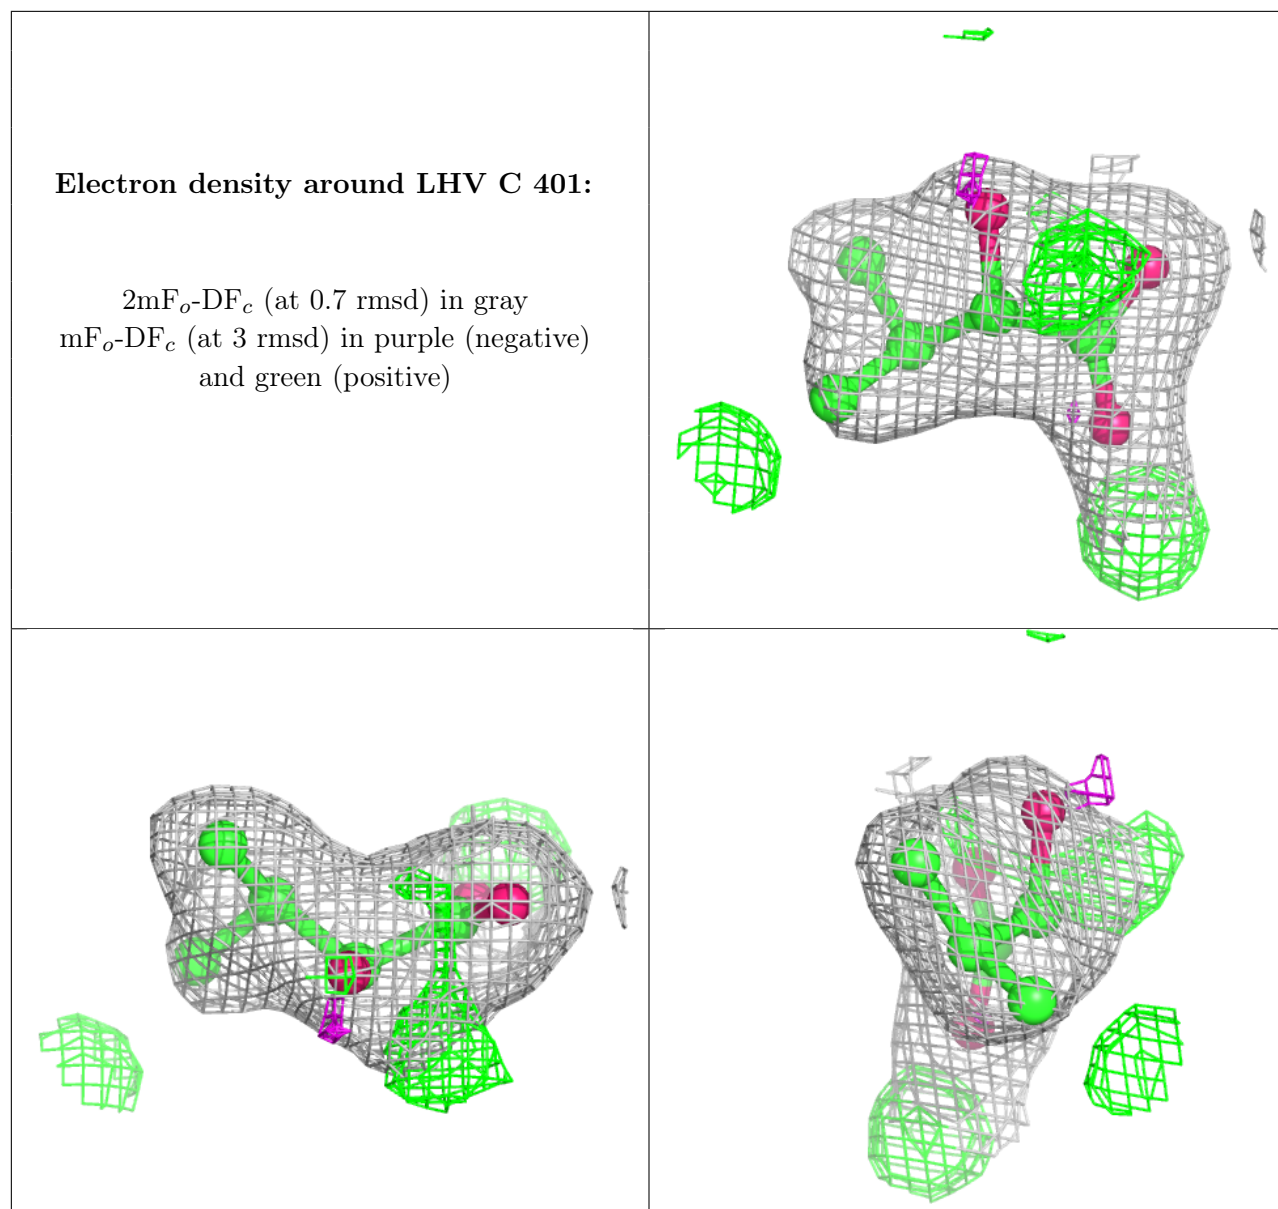 Electron density around LHV C 401:
2mFo-DFc (at 0.7 rmsd) in gray
mFo-DFc (at 3 rmsd) in purple (negative)
and green (positive)